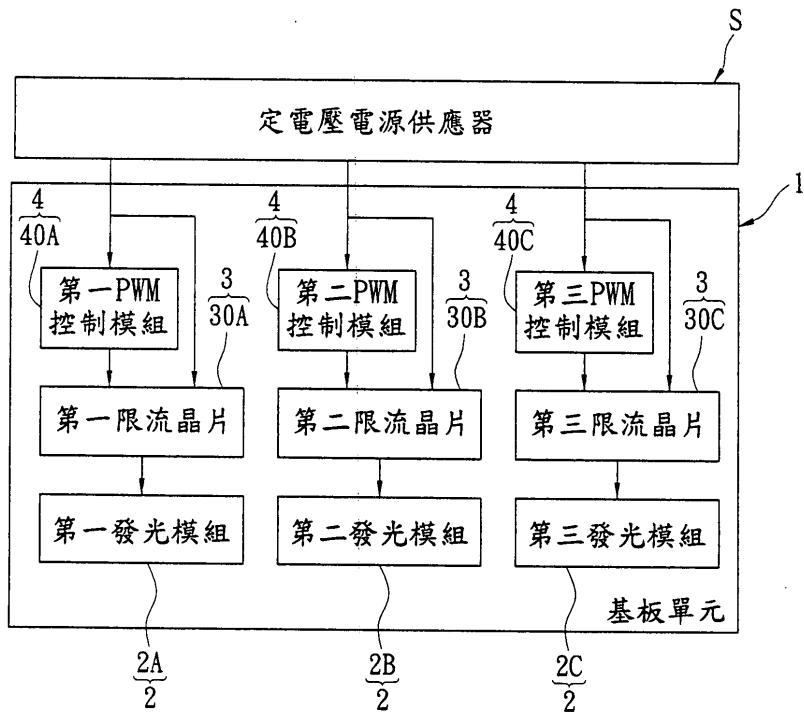 S
定電壓電源供應器
1
4
40A
4
40B
4
40C
第一PWM
控制模組
3
30A
第二PWM
控制模組
3
30B
第三PWM
控制模組
3
30C
第一限流晶片
第二限流晶片
第三限流晶片
第一發光模組
第二發光模組
第三發光模組
基板單元
2A
2
2B
2
2C
2